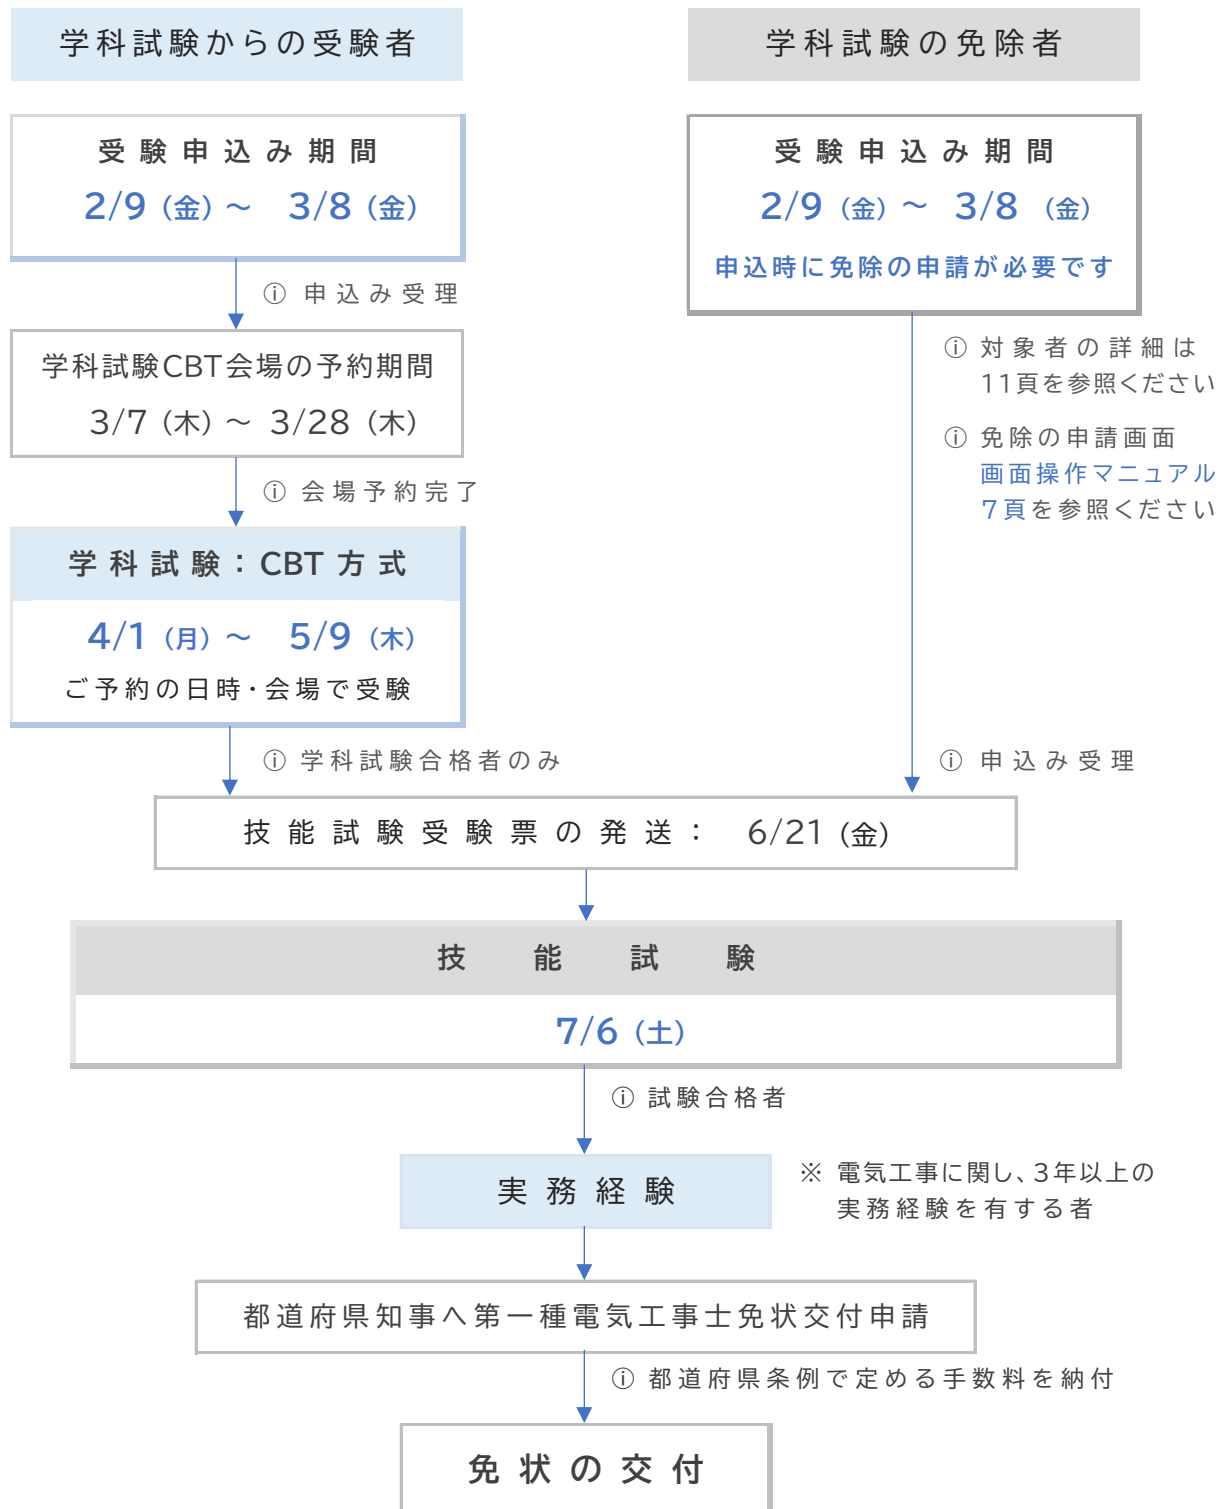 学科試験からの受験者
学科試験の免除者
受験申込み期間
2/9（金）～ 3/8（金）
受験申込み期間
2/9（金）～ 3/8（金）
申込時に免除の申請が必要です
ⓘ 申込み受理
学科試験CBT会場の予約期間
3/7（木）～ 3/28（木）
ⓘ 対象者の詳細は
11頁を参照ください
ⓘ 免除の申請画面
画面操作マニュアル
7頁を参照ください
ⓘ 会場予約完了
学科試験：CBT方式
4/1（月）～ 5/9（木）
ご予約の日時・会場で受験
ⓘ 学科試験合格者のみ
ⓘ 申込み受理
技能試験受験票の発送： 6/21（金）
技能試験
7/6（土）
ⓘ 試験合格者
実務経験
※ 電気工事に関し、3年以上の
実務経験を有する者
都道府県知事へ第一種電気工事士免状交付申請
ⓘ 都道府県条例で定める手数料を納付
免状の交付